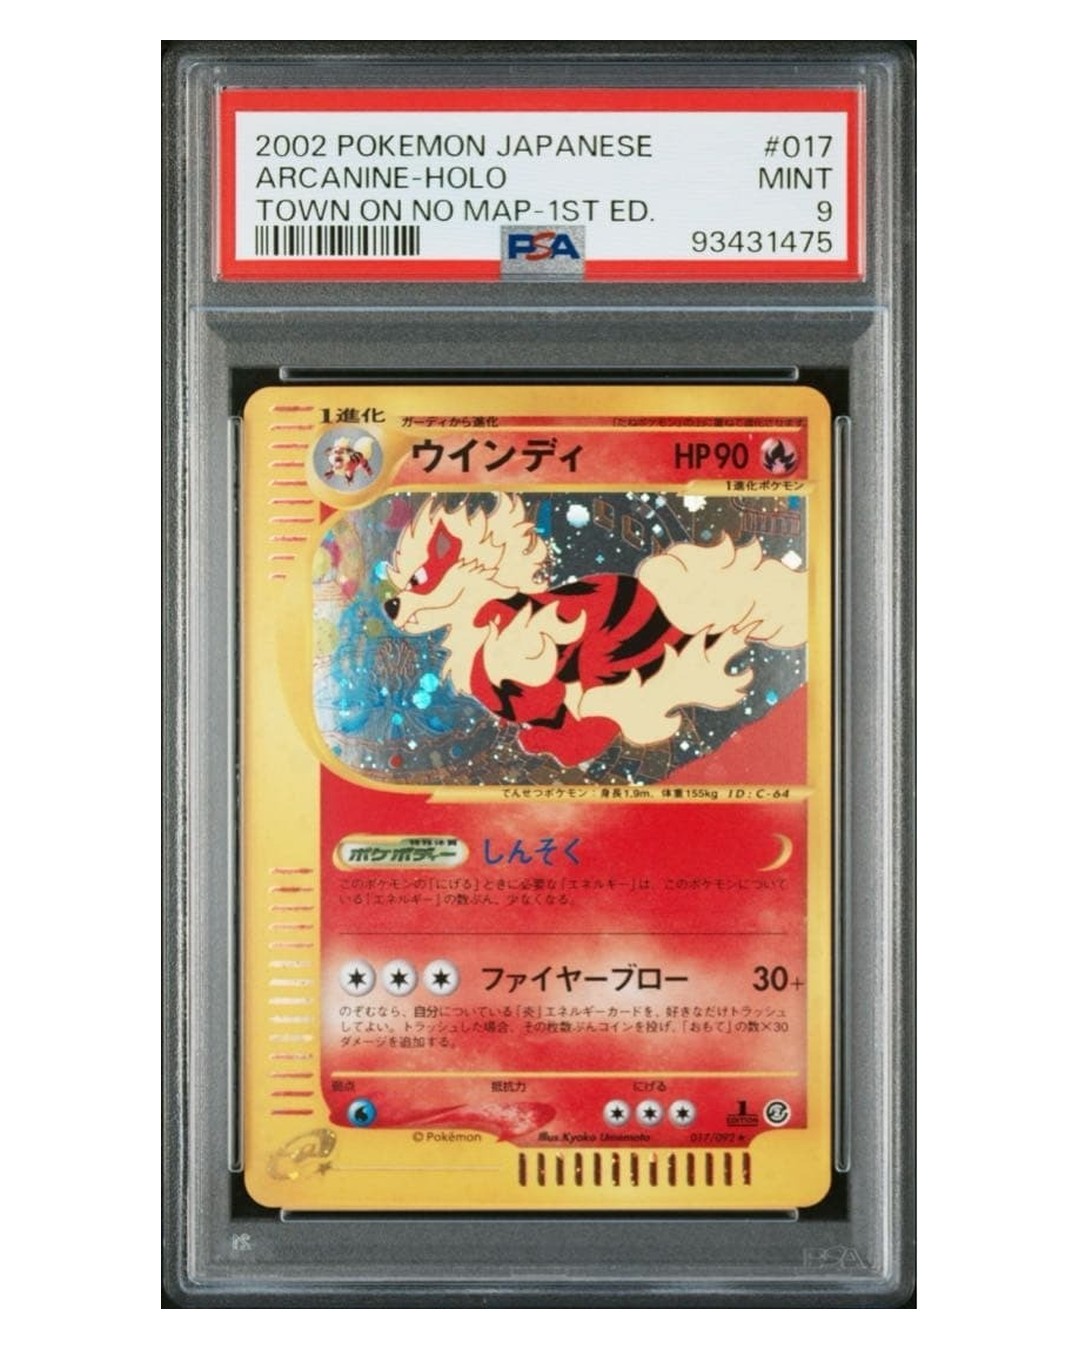 2002 POKEMON JAPANESE #017
ARCANINE-HOLO MINT
TOWN ON NO MAP-1ST ED. 9
PSA 93431475
1進化 ガーディから進化
ウインディ HP90
1進化ポケモン
てんせつポケモン：身長1.9m、体重155kg ID:C-64
特殊体質
ポケボディー しんそく
このポケモンの「にげる」ときに必要な「エネルギー」は、このポケモンについて
いる「エネルギー」の数ぶん、少なくなる。
ファイヤーブロー 30+
のぞむなら、自分についている「炎」エネルギーカードを、好きなだけトラッシュ
してよい。トラッシュした場合、その枚数ぶんコインを投げ、「おもて」の数×30
ダメージを追加する。
弱点 抵抗力 にげる
1
EDITION
©Pokémon Illus.Kyoko Umemoto 017/092★
PSA